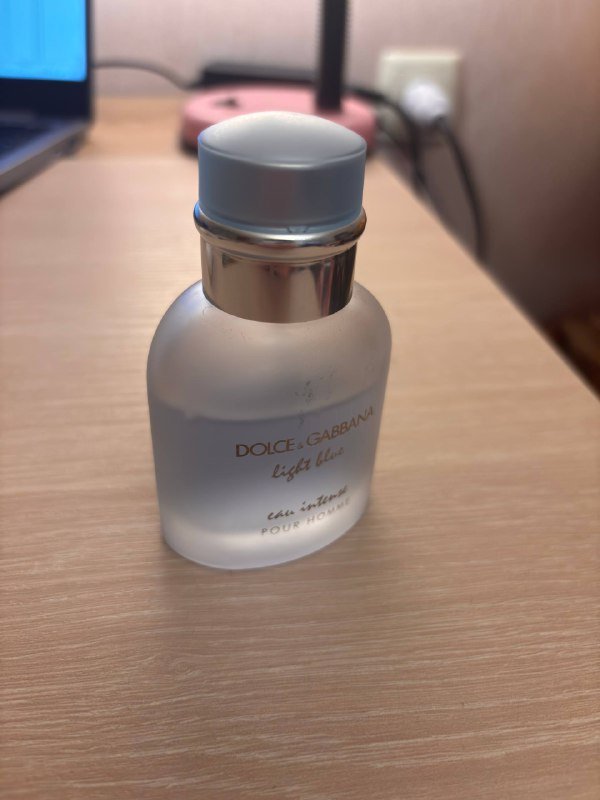 DOLCE & GABBANA
light blue
eau intense
POUR HOMME